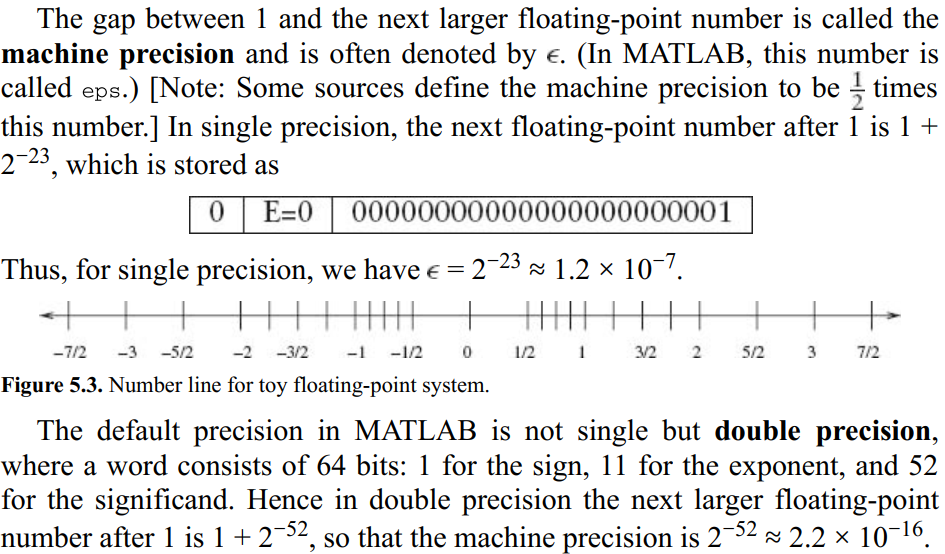 The gap between 1 and the next larger floating-point number is called the
machine precision and is often denoted by ϵ. (In MATLAB, this number is
called eps.) [Note: Some sources define the machine precision to be 1/2 times
this number.] In single precision, the next floating-point number after 1 is 1 +
2⁻²³, which is stored as
0 E=0 00000000000000000000001
Thus, for single precision, we have ϵ = 2⁻²³ ≈ 1.2 × 10⁻⁷.
−7/2 −3 −5/2 −2 −3/2 −1 −1/2 0 1/2 1 3/2 2 5/2 3 7/2
Figure 5.3. Number line for toy floating-point system.
The default precision in MATLAB is not single but double precision,
where a word consists of 64 bits: 1 for the sign, 11 for the exponent, and 52
for the significand. Hence in double precision the next larger floating-point
number after 1 is 1 + 2⁻⁵², so that the machine precision is 2⁻⁵² ≈ 2.2 × 10⁻¹⁶.